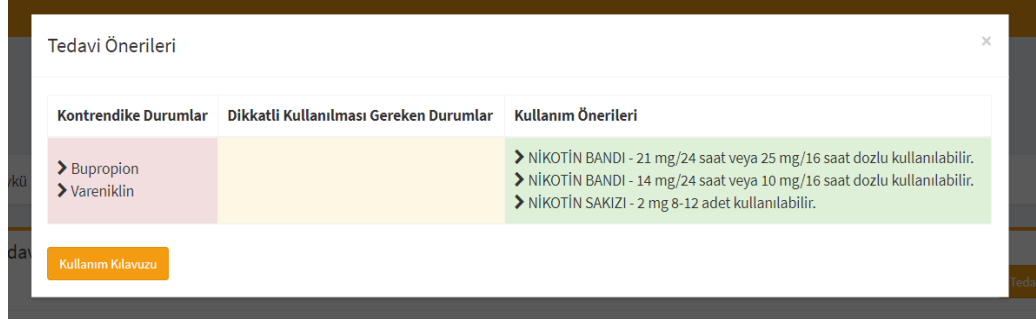 Tedavi Önerileri
×
Kontrendike Durumlar
Dikkatli Kullanılması Gereken Durumlar
Kullanım Önerileri
Bupropion
Vareniklin
NİKOTİN BANDI - 21 mg/24 saat veya 25 mg/16 saat dozlu kullanılabilir.
NİKOTİN BANDI - 14 mg/24 saat veya 10 mg/16 saat dozlu kullanılabilir.
NİKOTİN SAKIZI - 2 mg 8-12 adet kullanılabilir.
Kullanım Kılavuzu